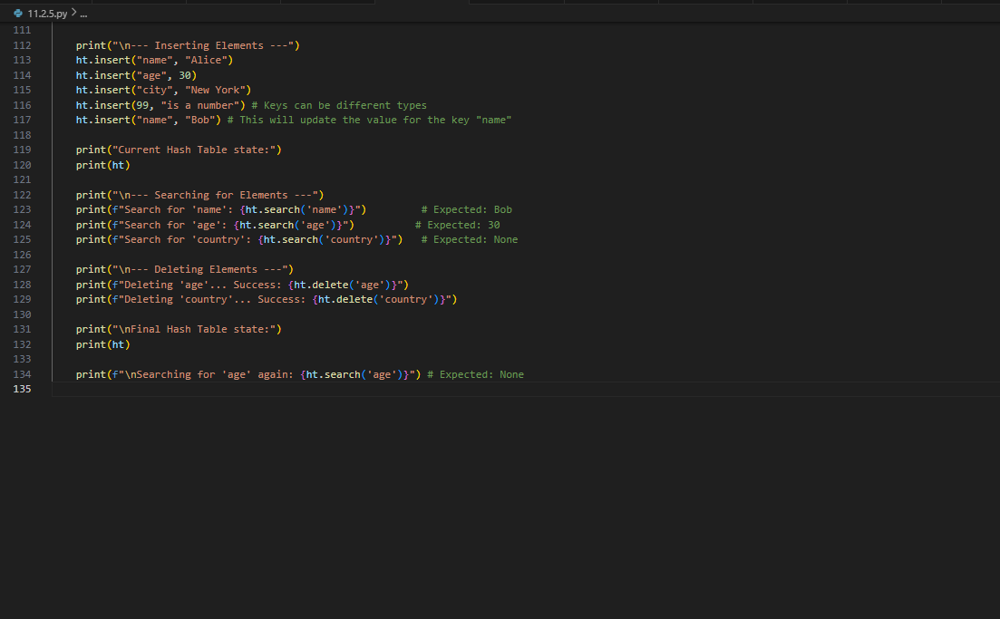 11.2.5.py > ...
111
112 print("\n--- Inserting Elements ---")
113 ht.insert("name", "Alice")
114 ht.insert("age", 30)
115 ht.insert("city", "New York")
116 ht.insert(99, "is a number") # Keys can be different types
117 ht.insert("name", "Bob") # This will update the value for the key "name"
118
119 print("Current Hash Table state:")
120 print(ht)
121
122 print("\n--- Searching for Elements ---")
123 print(f"Search for 'name': {ht.search('name')}") # Expected: Bob
124 print(f"Search for 'age': {ht.search('age')}") # Expected: 30
125 print(f"Search for 'country': {ht.search('country')}") # Expected: None
126
127 print("\n--- Deleting Elements ---")
128 print(f"Deleting 'age'... Success: {ht.delete('age')}")
129 print(f"Deleting 'country'... Success: {ht.delete('country')}")
130
131 print("\nFinal Hash Table state:")
132 print(ht)
133
134 print(f"\nSearching for 'age' again: {ht.search('age')}") # Expected: None
135